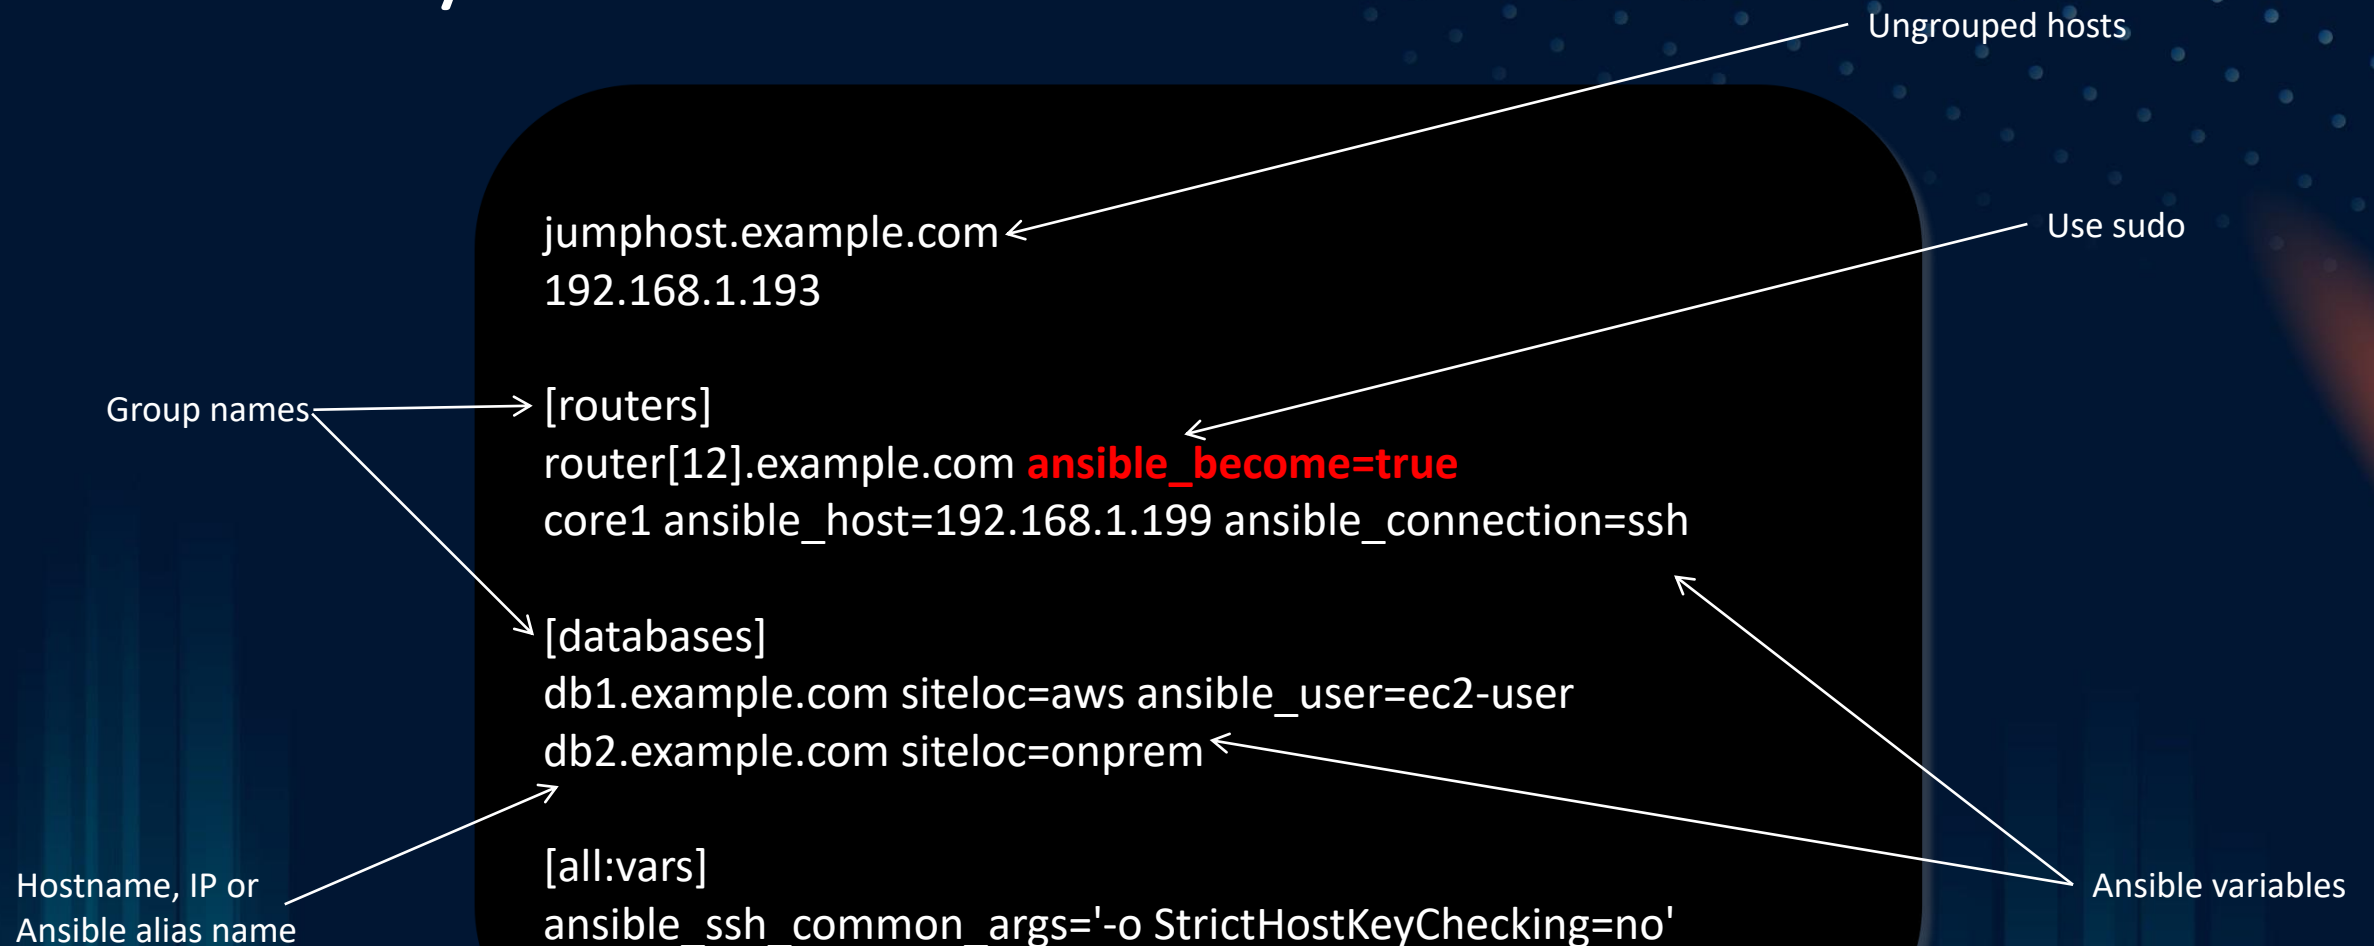 Ungrouped hosts
jumphost.example.com
Use sudo
192.168.1.193
Group names
[routers]
router[12].example.com ansible_become=true
core1 ansible_host=192.168.1.199 ansible_connection=ssh
[databases]
db1.example.com siteloc=aws ansible_user=ec2-user
db2.example.com siteloc=onprem
[all:vars]
ansible_ssh_common_args='-o StrictHostKeyChecking=no'
Hostname, IP or
Ansible alias name
Ansible variables